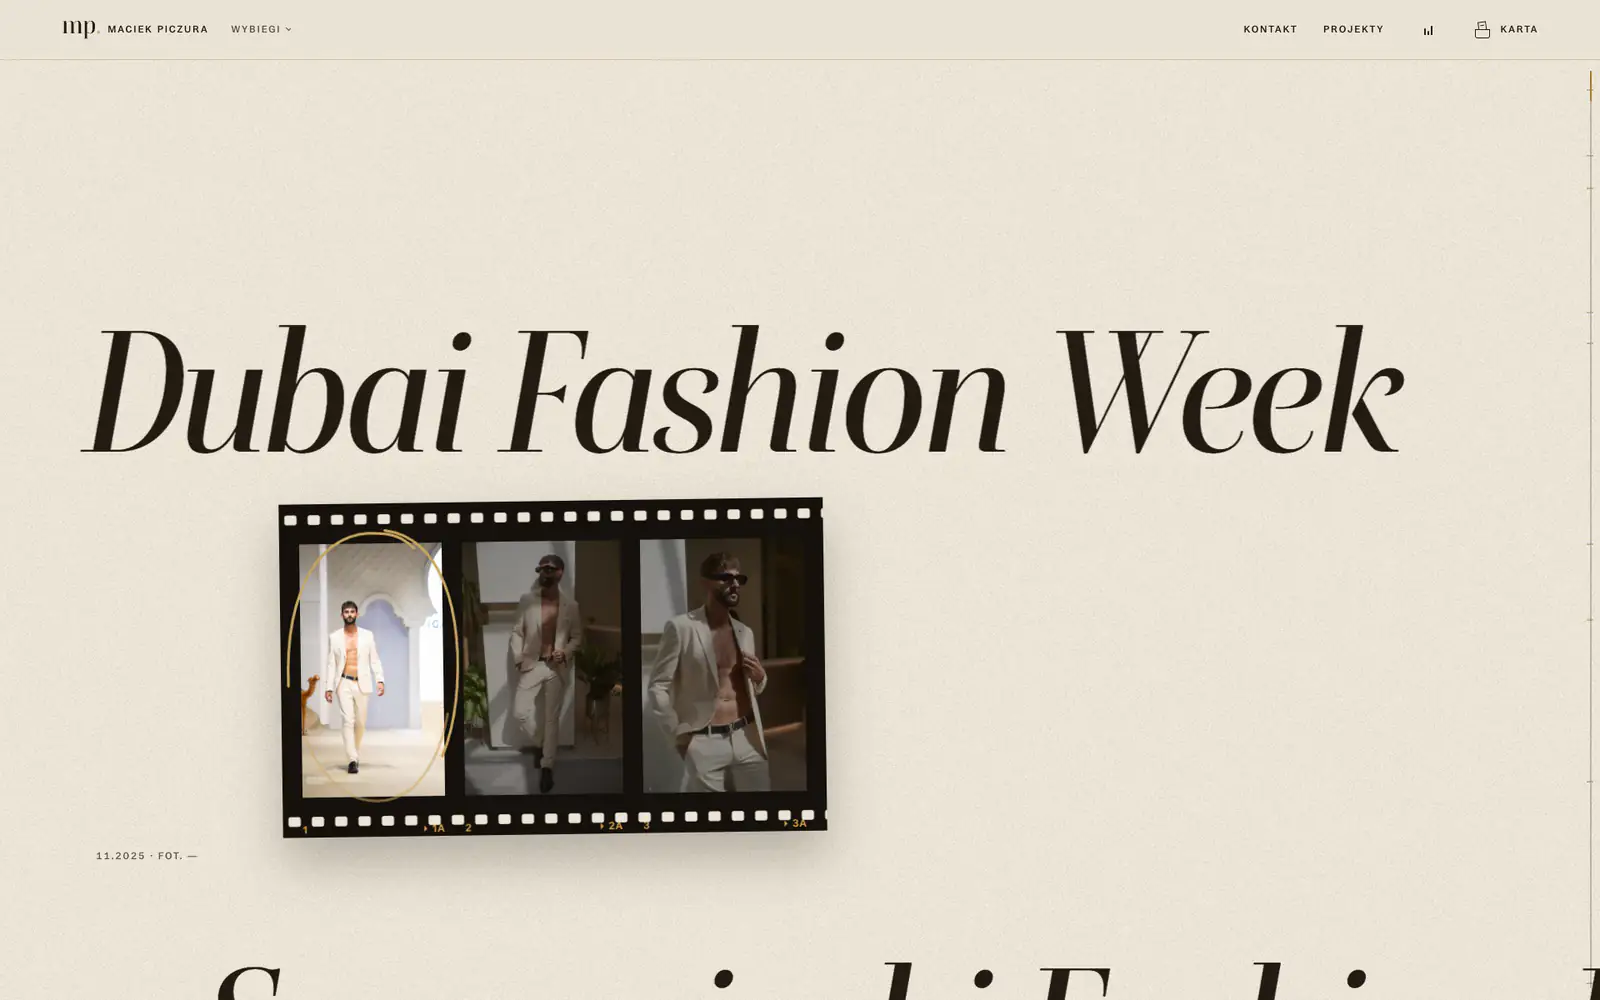 mp. MACIEK PICZURA WYBIEGI KONTAKT PROJEKTY KARTA
Dubai Fashion Week
1 1A 2 2A 3 3A
11.2025 · FOT. —